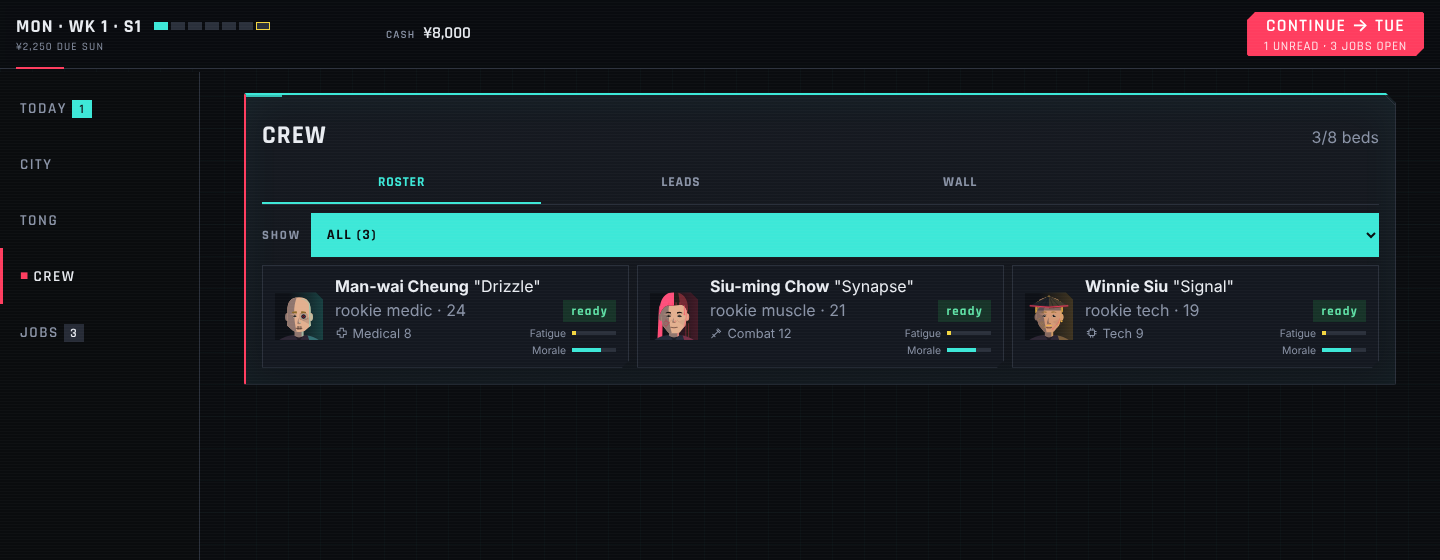 MON · WK 1 · S1
¥2,250 DUE SUN
CASH ¥8,000
CONTINUE → TUE
1 UNREAD · 3 JOBS OPEN
TODAY 1
CITY
TONG
CREW
JOBS 3
CREW
3/8 beds
ROSTER
LEADS
WALL
SHOW ALL (3)
Man-wai Cheung "Drizzle"
rookie medic · 24
ready
Medical 8
Fatigue
Morale
Siu-ming Chow "Synapse"
rookie muscle · 21
ready
Combat 12
Fatigue
Morale
Winnie Siu "Signal"
rookie tech · 19
ready
Tech 9
Fatigue
Morale